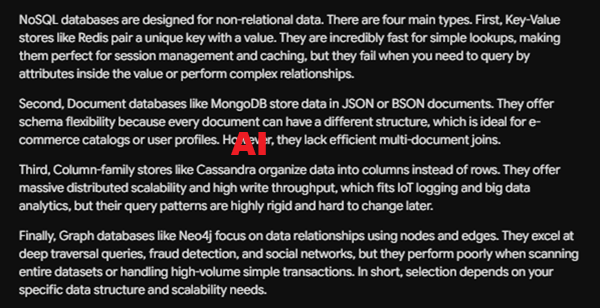 NoSQL databases are designed for non-relational data. There are four main types. First, Key-Value
stores like Redis pair a unique key with a value. They are incredibly fast for simple lookups, making
them perfect for session management and caching, but they fail when you need to query by
attributes inside the value or perform complex relationships.
Second, Document databases like MongoDB store data in JSON or BSON documents. They offer
schema flexibility because every document can have a different structure, which is ideal for e-
commerce catalogs or user profiles. However, they lack efficient multi-document joins.
AI
Third, Column-family stores like Cassandra organize data into columns instead of rows. They offer
massive distributed scalability and high write throughput, which fits IoT logging and big data
analytics, but their query patterns are highly rigid and hard to change later.
Finally, Graph databases like Neo4j focus on data relationships using nodes and edges. They excel at
deep traversal queries, fraud detection, and social networks, but they perform poorly when scanning
entire datasets or handling high-volume simple transactions. In short, selection depends on your
specific data structure and scalability needs.